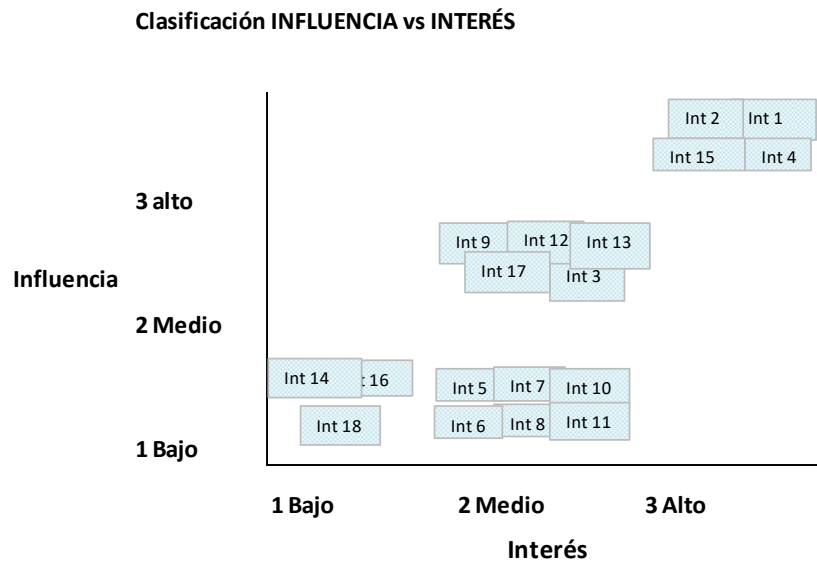 Clasificación INFLUENCIA vs INTERÉS
Int 2
Int 1
Int 15
Int 4
3 alto
Int 9
Int 12
Int 13
Int 17
Int 3
Influencia
2 Medio
Int 14
16
Int 5
Int 7
Int 10
Int 18
Int 6
Int 8
Int 11
1 Bajo
1 Bajo
2 Medio
3 Alto
Interés